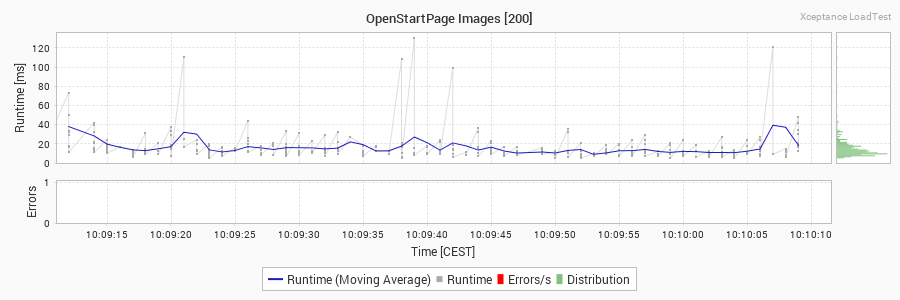 OpenStartPage Images [200]
Xceptance LoadTest
Runtime [ms]
120
100
80
60
40
20
0
Errors
1
0
10:09:15 10:09:20 10:09:25 10:09:30 10:09:35 10:09:40 10:09:45 10:09:50 10:09:55 10:10:00 10:10:05 10:10:10
Time [CEST]
Runtime (Moving Average) Runtime Errors/s Distribution